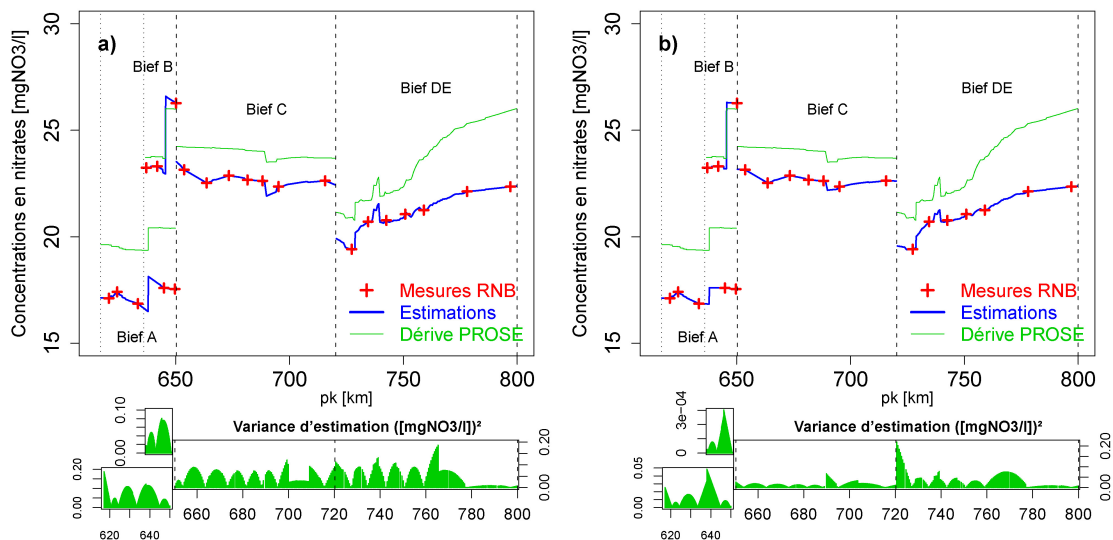 a)
Concentrations en nitrates [mgNO3/l]
30
25
20
15
Bief B
Bief C
Bief DE
Bief A
Mesures RNB
Estimations
Dérive PROSE
650 700 750 800
pk [km]
Variance d'estimation ([mgNO3/l])²
0.10
0.00
0.20
0.00
0.20
0.10
0.00
620 640
660 680 700 720 740 760 780 800
b)
Concentrations en nitrates [mgNO3/l]
30
25
20
15
Bief B
Bief C
Bief DE
Bief A
Mesures RNB
Estimations
Dérive PROSE
650 700 750 800
pk [km]
Variance d'estimation ([mgNO3/l])²
3e−04
0
0.05
0.00
0.20
0.10
0.00
620 640
660 680 700 720 740 760 780 800